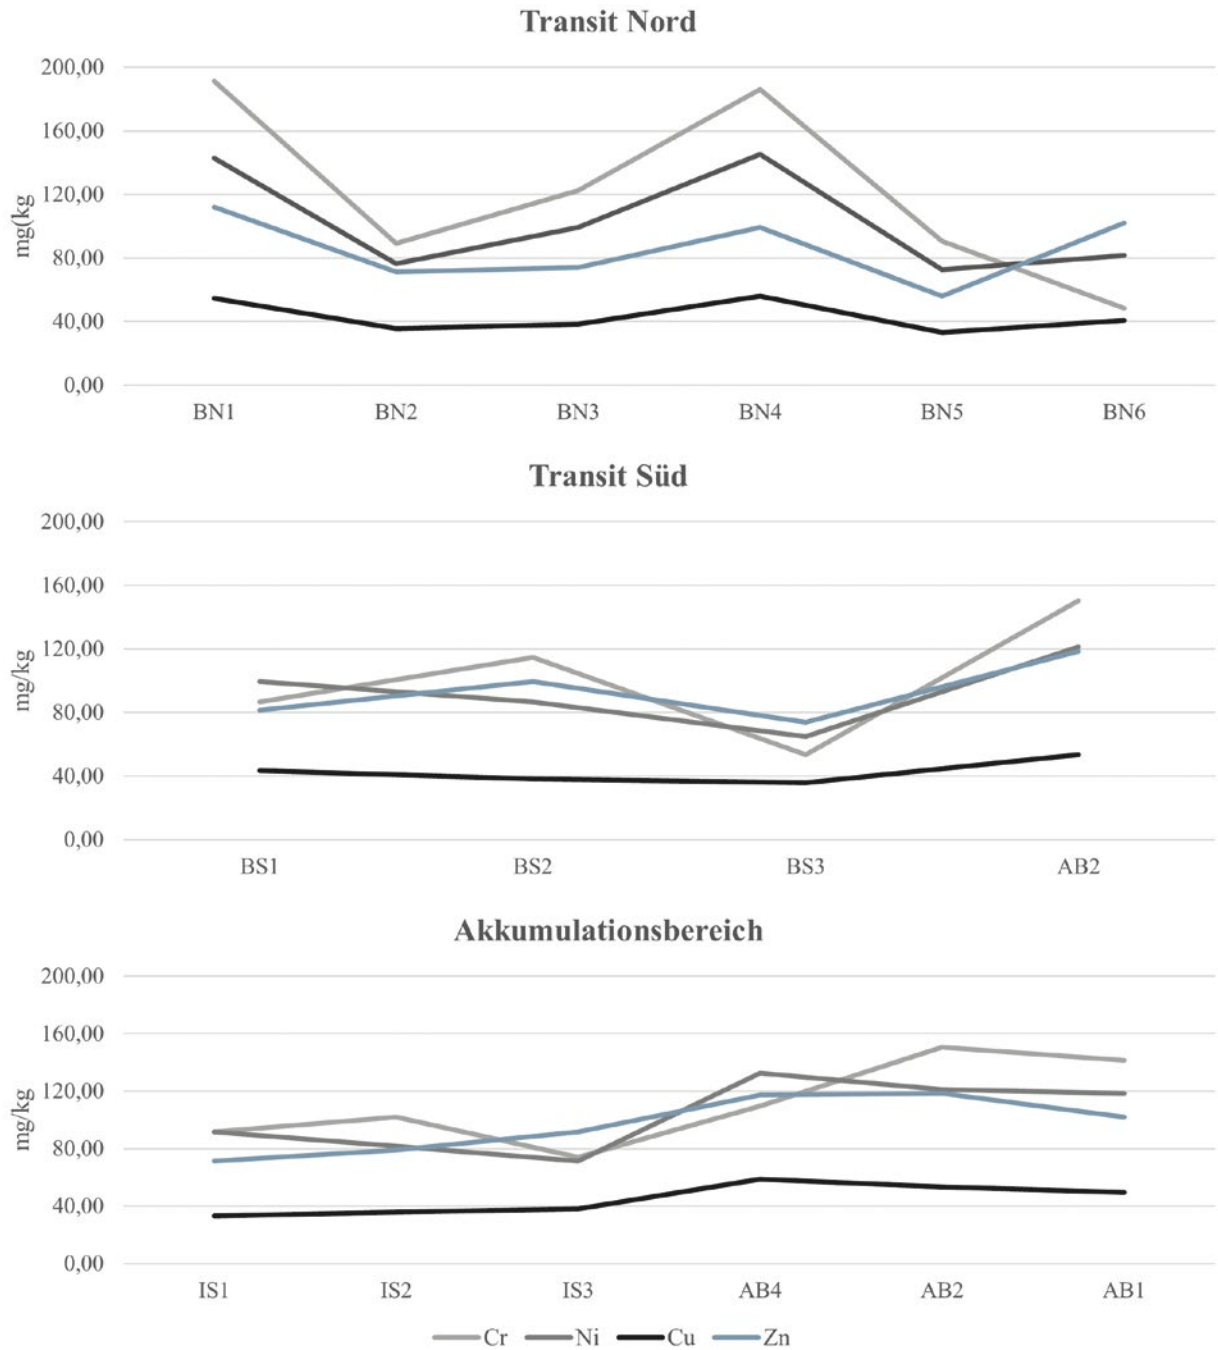 Transit Nord
200,00
160,00
120,00
80,00
40,00
0,00
mg(kg
BN1 BN2 BN3 BN4 BN5 BN6
Transit Süd
200,00
160,00
120,00
80,00
40,00
0,00
mg/kg
BS1 BS2 BS3 AB2
Akkumulationsbereich
200,00
160,00
120,00
80,00
40,00
0,00
mg/kg
IS1 IS2 IS3 AB4 AB2 AB1
Cr Ni Cu Zn